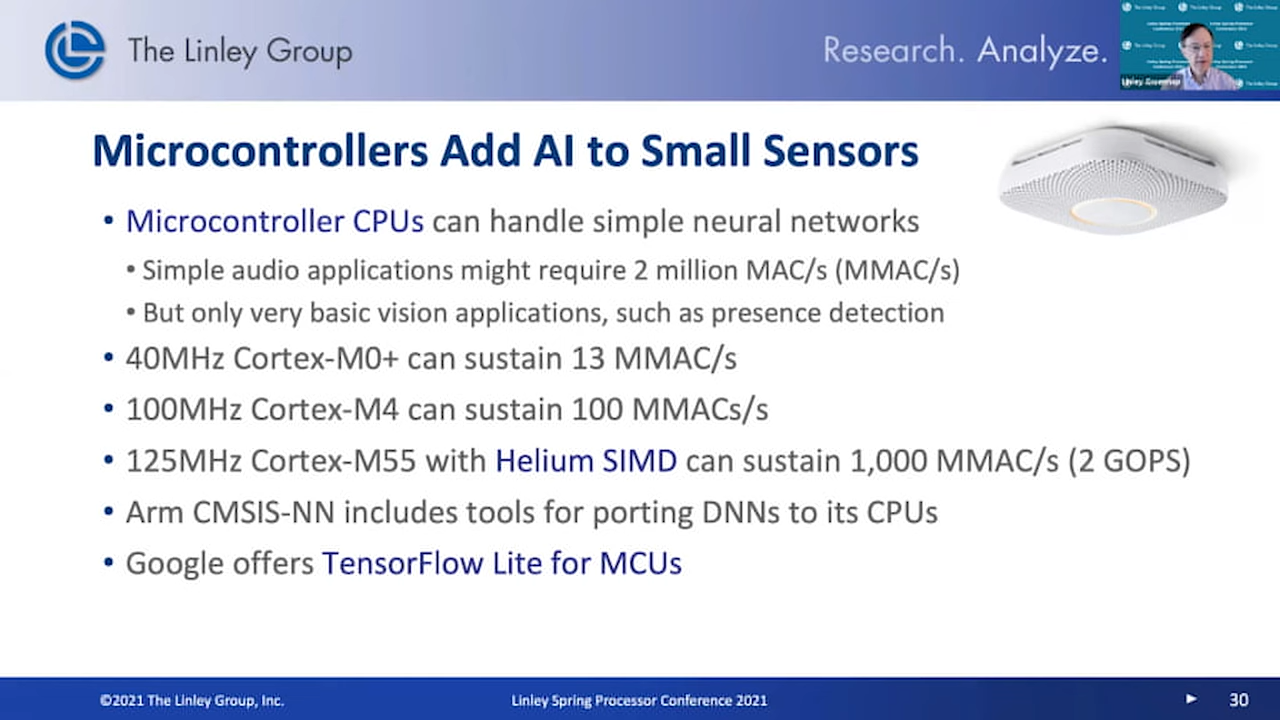 The Linley Group
Research. Analyze.
Linley Gwennap
Microcontrollers Add AI to Small Sensors
• Microcontroller CPUs can handle simple neural networks
• Simple audio applications might require 2 million MAC/s (MMAC/s)
• But only very basic vision applications, such as presence detection
• 40MHz Cortex-M0+ can sustain 13 MMAC/s
• 100MHz Cortex-M4 can sustain 100 MMACs/s
• 125MHz Cortex-M55 with Helium SIMD can sustain 1,000 MMAC/s (2 GOPS)
• Arm CMSIS-NN includes tools for porting DNNs to its CPUs
• Google offers TensorFlow Lite for MCUs
©2021 The Linley Group, Inc.
Linley Spring Processor Conference 2021
30